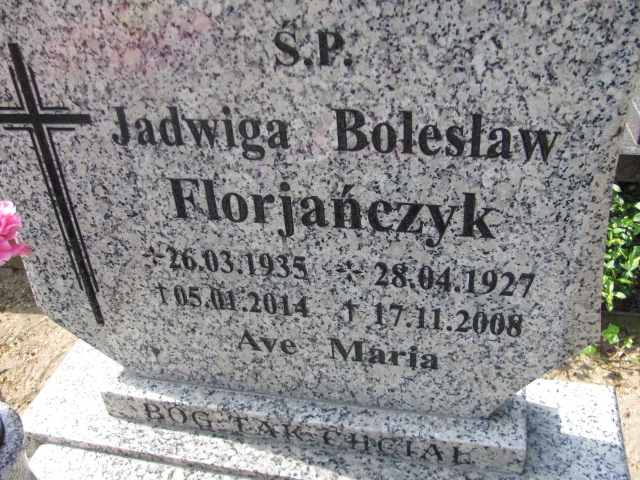 Ś.P.
Jadwiga Bolesław
Florjańczyk
* 26.03.1935 * 28.04.1927
† 05.01.2014 † 17.11.2008
Ave Maria
BÓG TAK CHCIAŁ